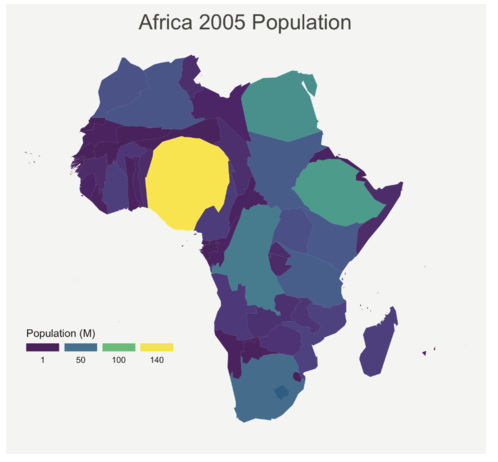 Africa 2005 Population
Population (M)
1 50 100 140